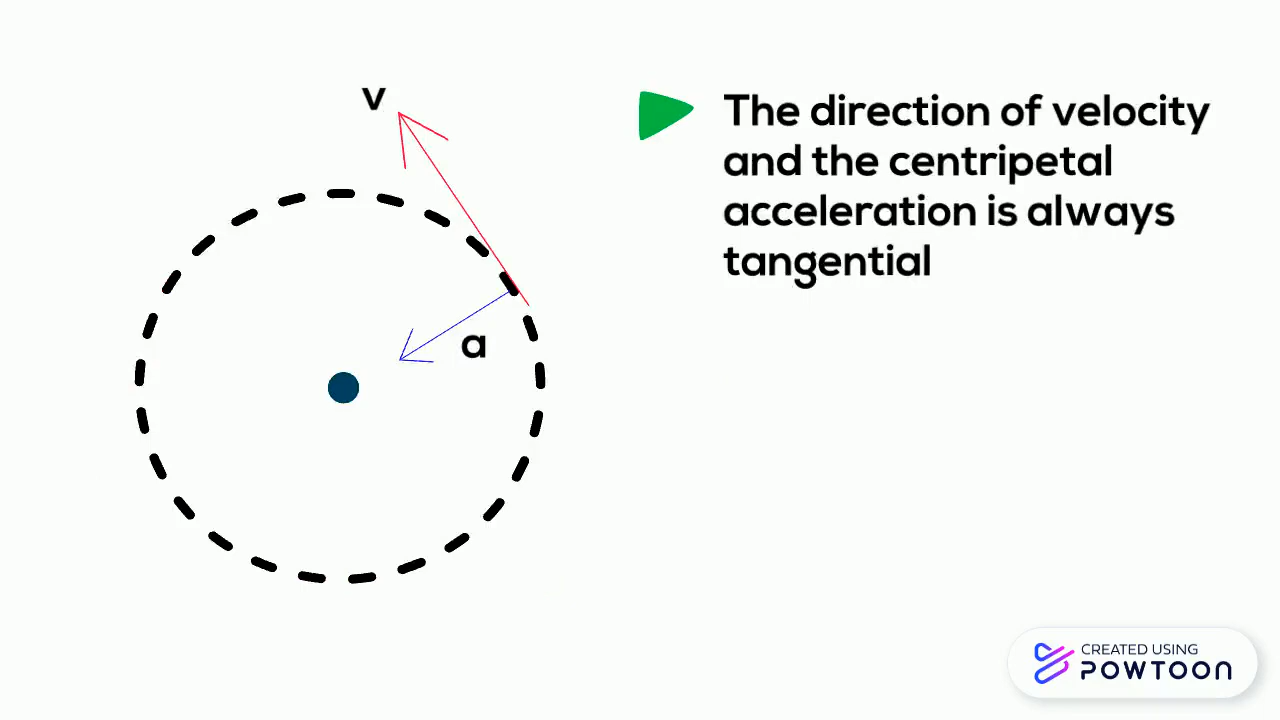 v
The direction of velocity
and the centripetal
acceleration is always
tangential
a
CREATED USING
POWTOON